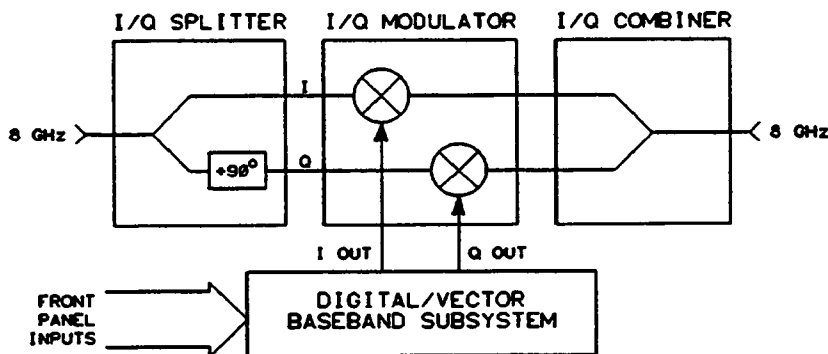 I/Q SPLITTER I/Q MODULATOR I/Q COMBINER
I
8 GHz 8 GHz
+90° Q
I OUT Q OUT
FRONT
PANEL
INPUTS
DIGITAL/VECTOR
BASEBAND SUBSYSTEM